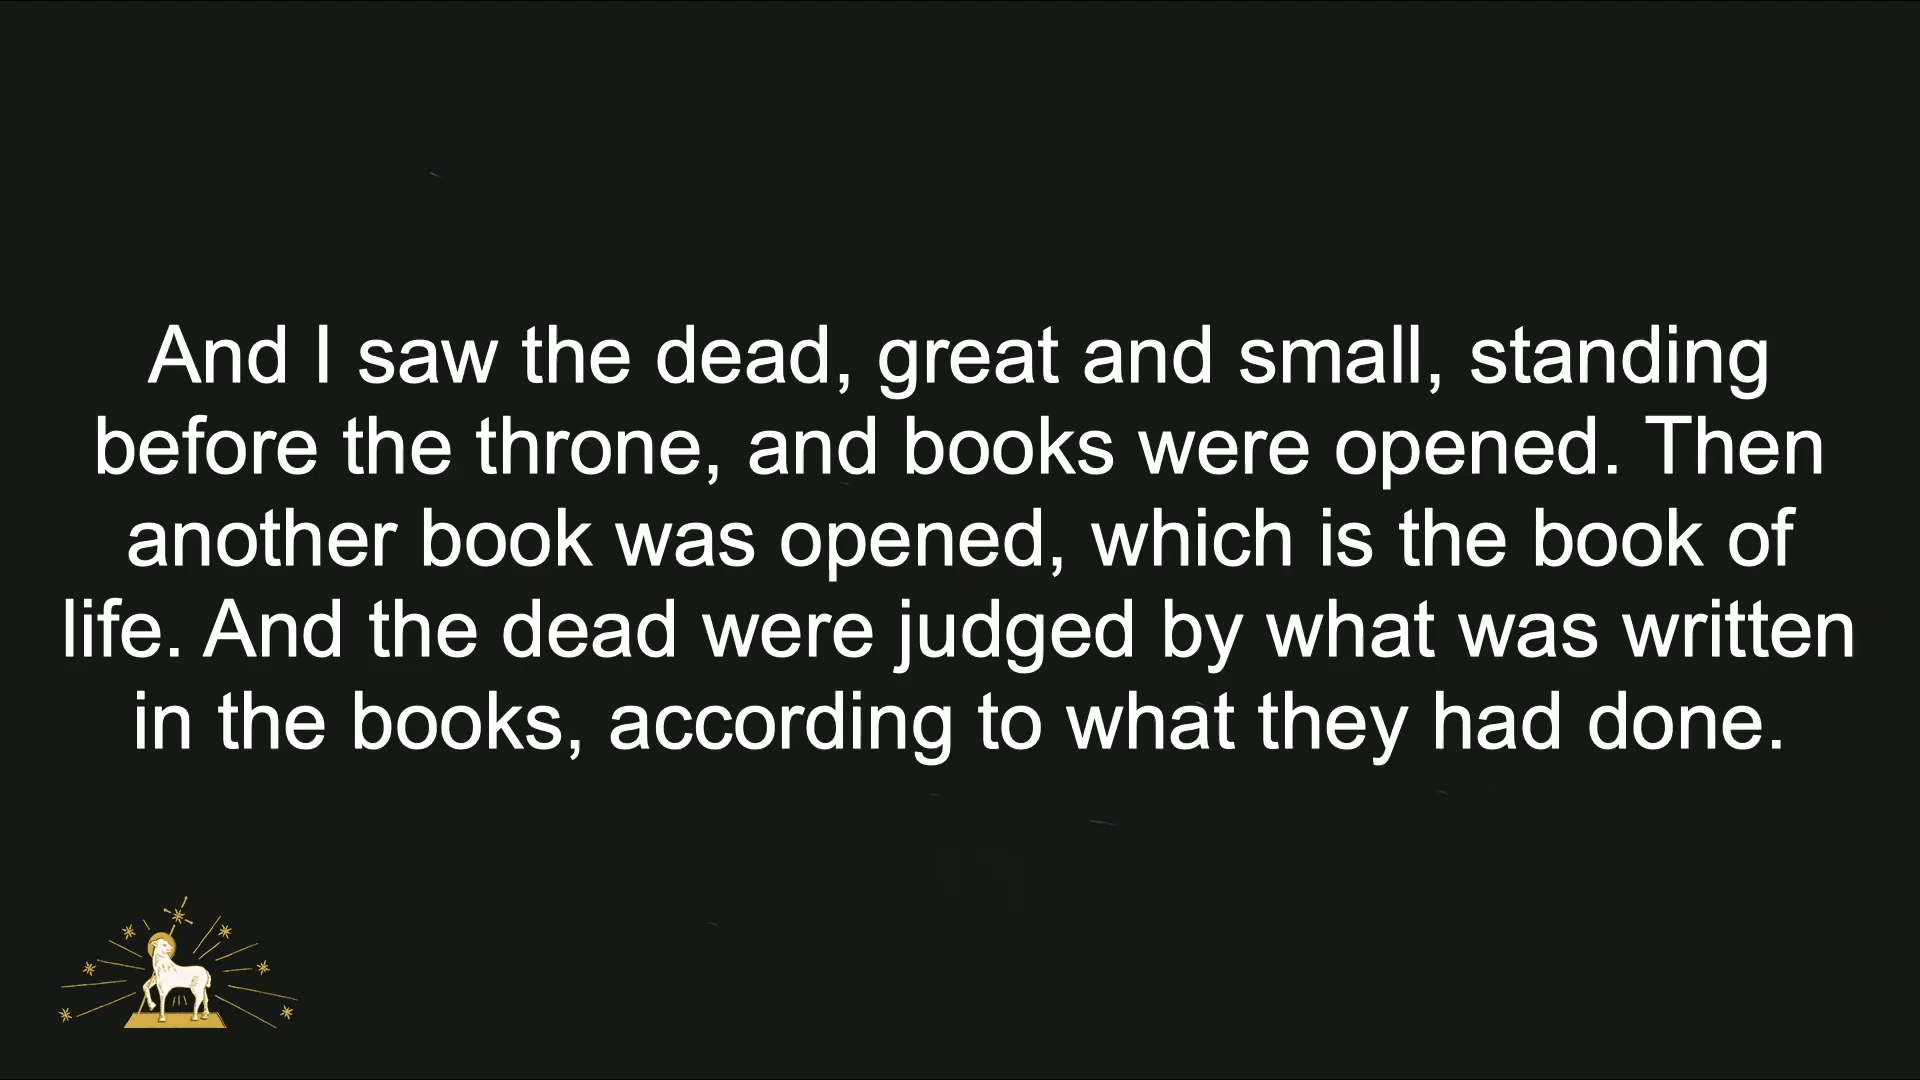 And I saw the dead, great and small, standing
before the throne, and books were opened. Then
another book was opened, which is the book of
life. And the dead were judged by what was written
in the books, according to what they had done.